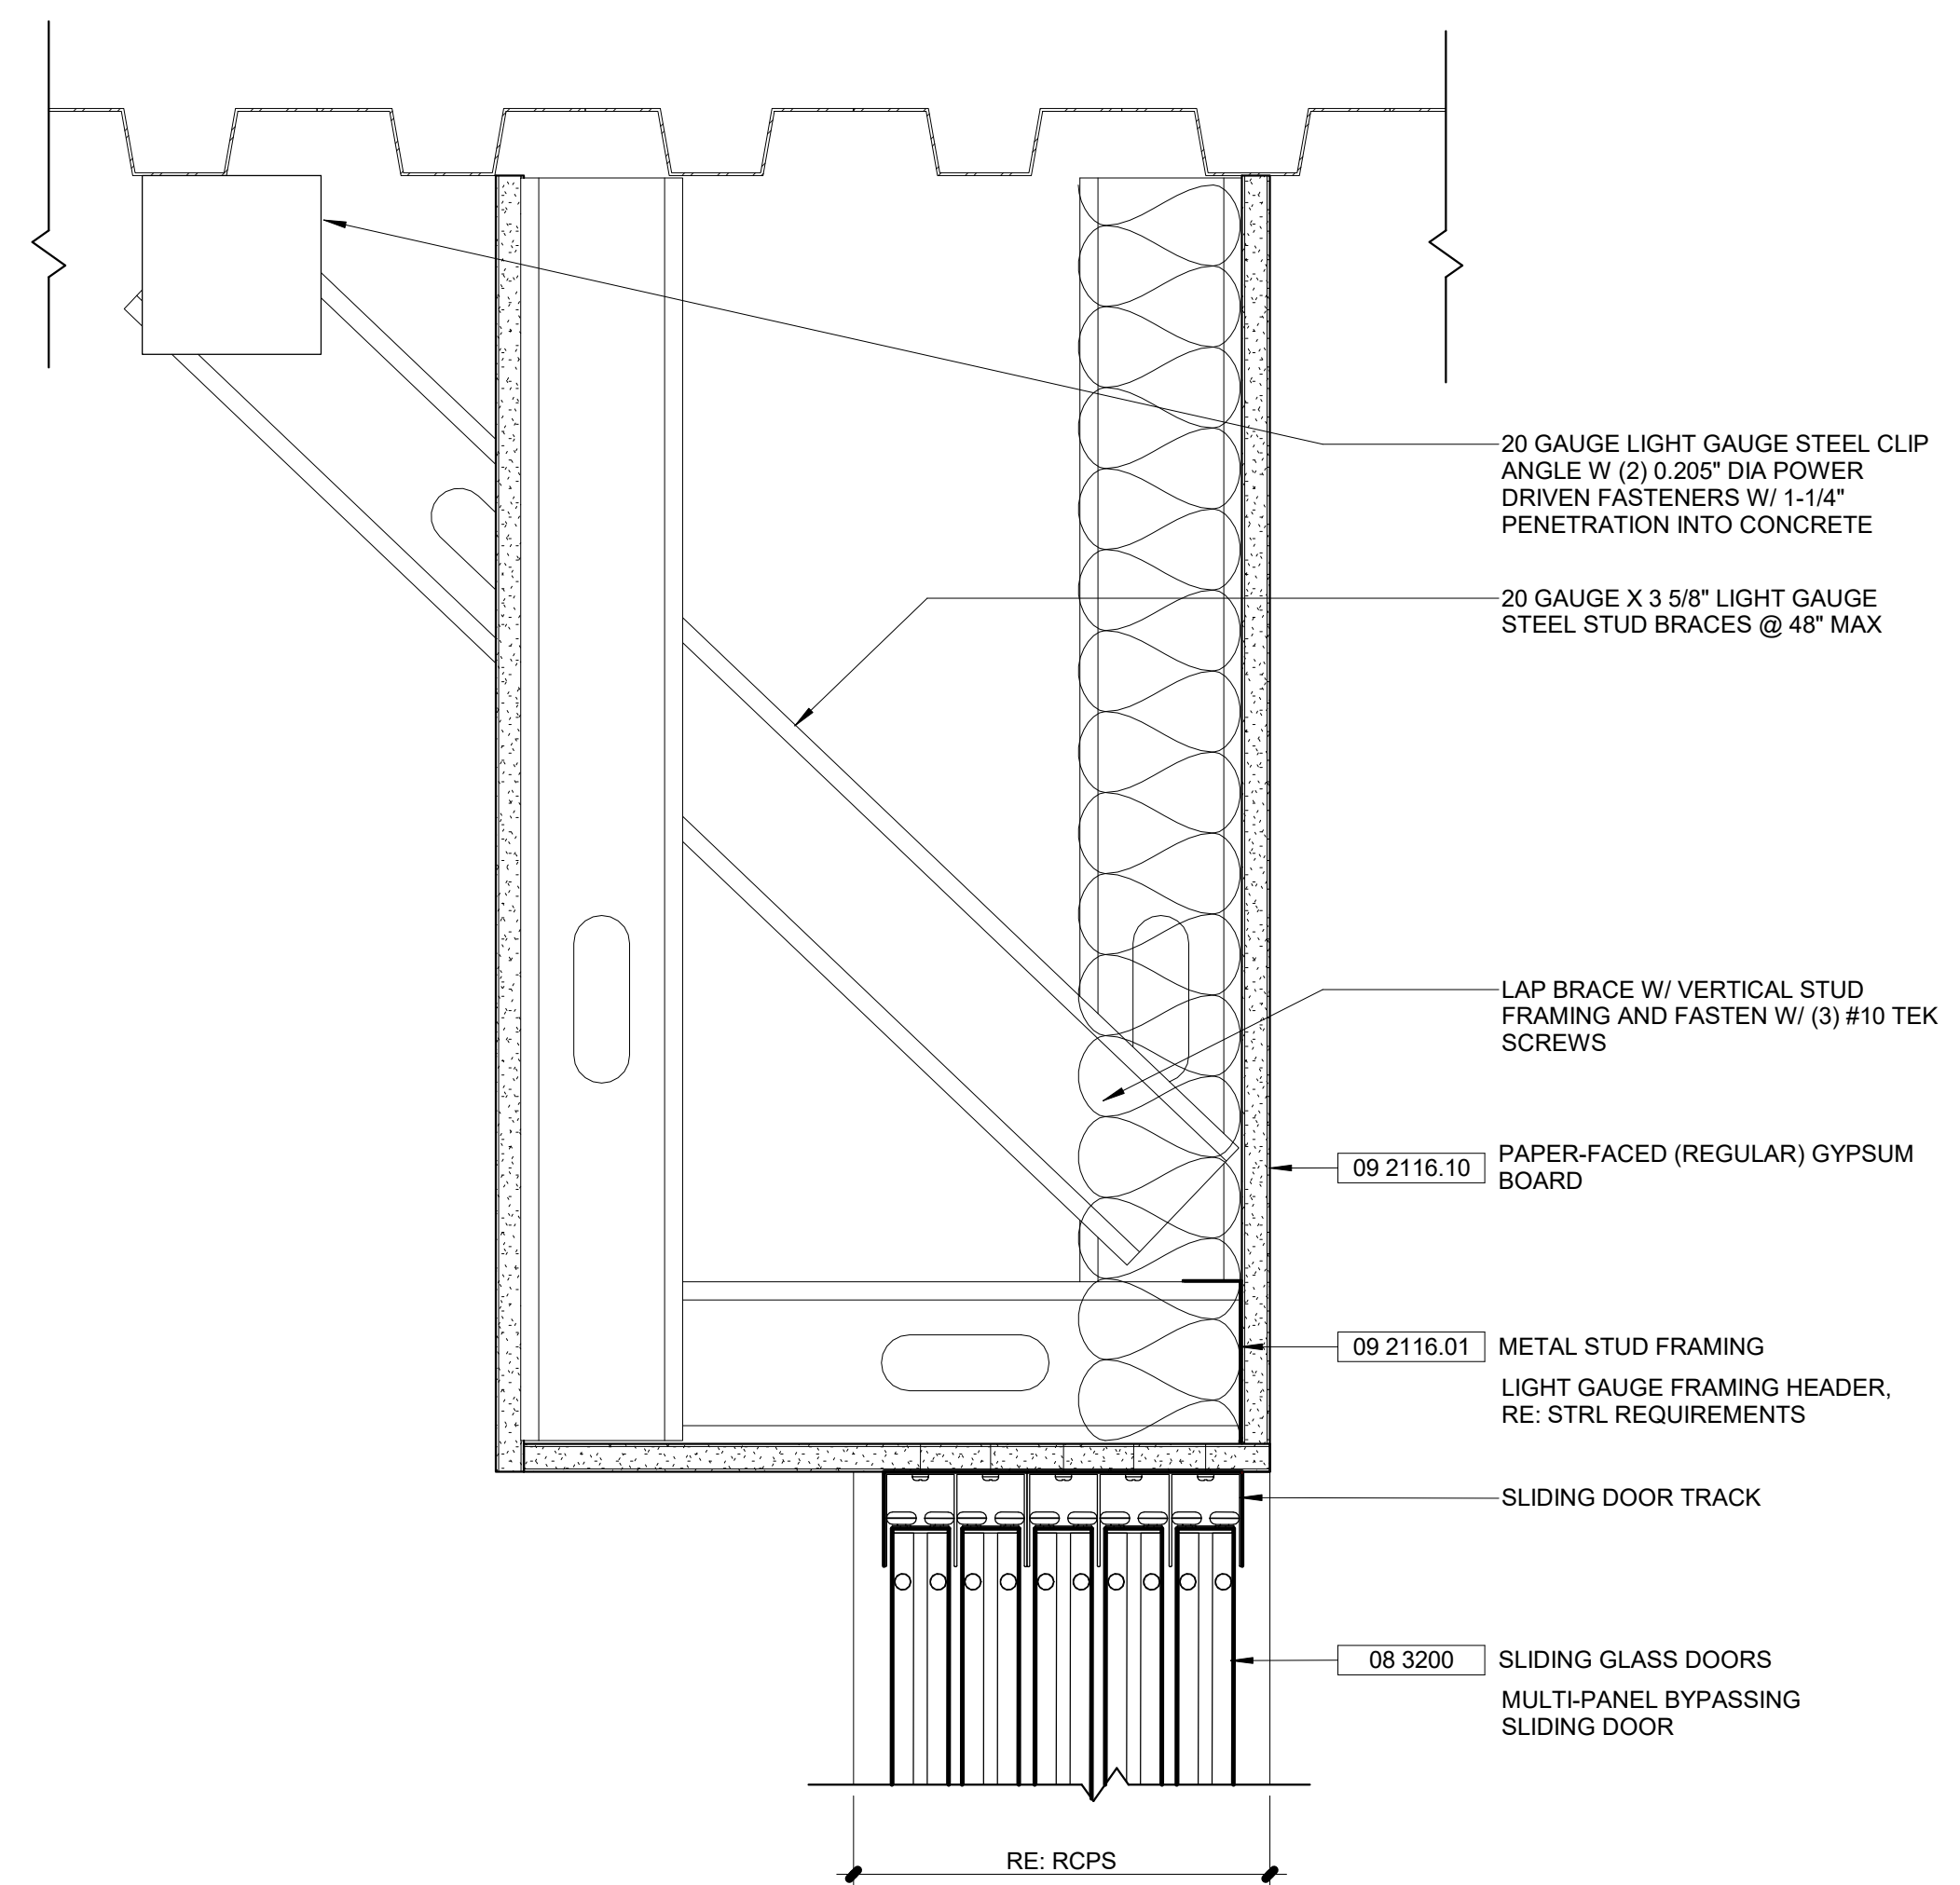 20 GAUGE LIGHT GAUGE STEEL CLIP
ANGLE W (2) 0.205" DIA POWER
DRIVEN FASTENERS W/ 1-1/4"
PENETRATION INTO CONCRETE
20 GAUGE X 3 5/8" LIGHT GAUGE
STEEL STUD BRACES @ 48" MAX
LAP BRACE W/ VERTICAL STUD
FRAMING AND FASTEN W/ (3) #10 TEK
SCREWS
09 2116.10 PAPER-FACED (REGULAR) GYPSUM
BOARD
09 2116.01 METAL STUD FRAMING
LIGHT GAUGE FRAMING HEADER,
RE: STRL REQUIREMENTS
SLIDING DOOR TRACK
08 3200 SLIDING GLASS DOORS
MULTI-PANEL BYPASSING
SLIDING DOOR
RE: RCPS